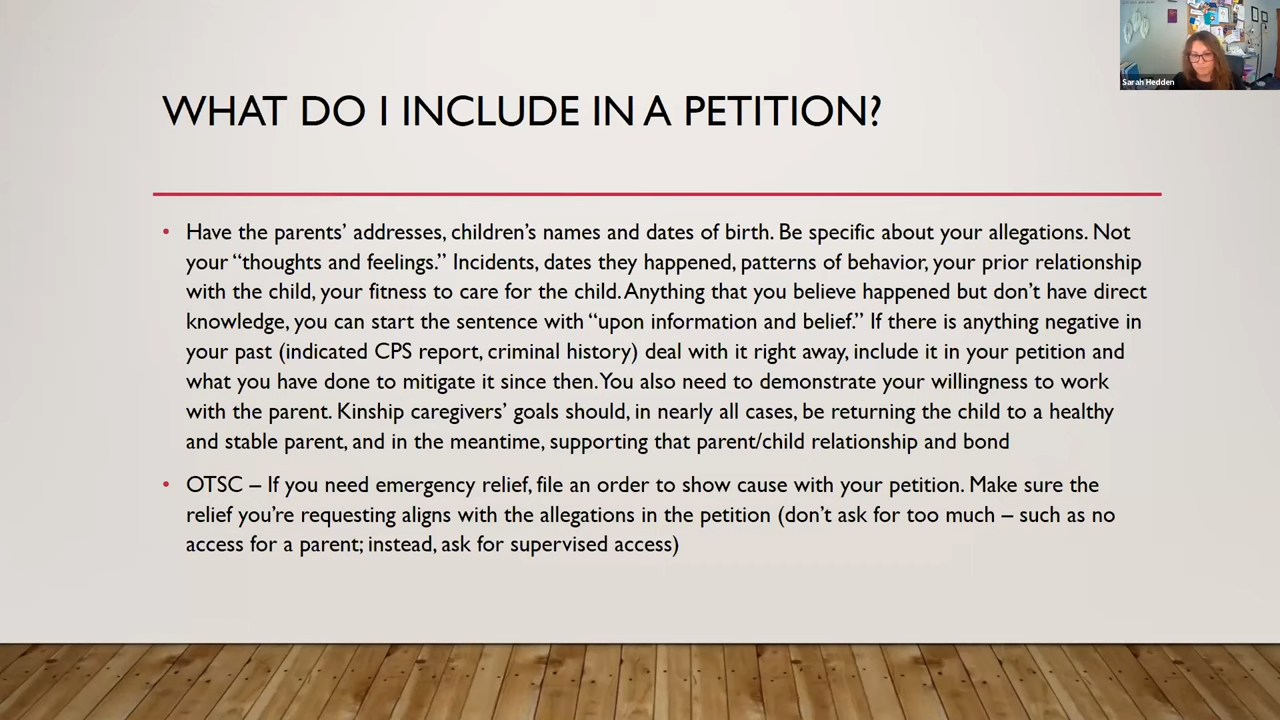 Sarah Hedden
WHAT DO I INCLUDE IN A PETITION?
• Have the parents’ addresses, children’s names and dates of birth. Be specific about your allegations. Not
your “thoughts and feelings.” Incidents, dates they happened, patterns of behavior, your prior relationship
with the child, your fitness to care for the child. Anything that you believe happened but don’t have direct
knowledge, you can start the sentence with “upon information and belief.” If there is anything negative in
your past (indicated CPS report, criminal history) deal with it right away, include it in your petition and
what you have done to mitigate it since then. You also need to demonstrate your willingness to work
with the parent. Kinship caregivers’ goals should, in nearly all cases, be returning the child to a healthy
and stable parent, and in the meantime, supporting that parent/child relationship and bond
• OTSC – If you need emergency relief, file an order to show cause with your petition. Make sure the
relief you’re requesting aligns with the allegations in the petition (don’t ask for too much – such as no
access for a parent; instead, ask for supervised access)